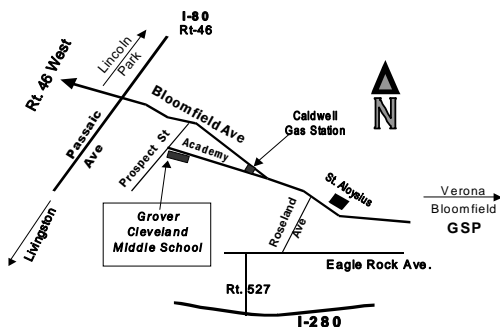 I-80
Rt-46
Lincoln
Park
Rt. 46 West
Bloomfield Ave
Caldwell
Gas Station
N
Passaic
Ave
Prospect St
Academy
St. Aloysius
Verona
Bloomfield
GSP
Grover
Cleveland
Middle School
Roseland
Ave
Livingston
Eagle Rock Ave.
Rt. 527
I-280